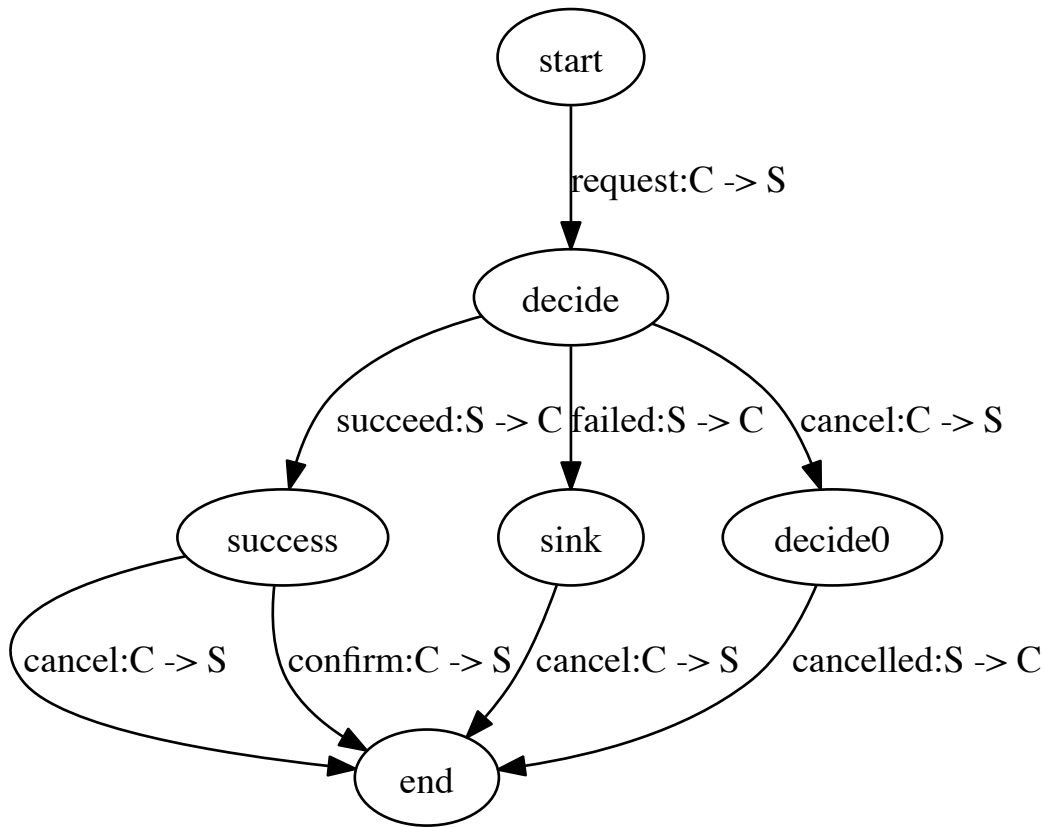 start
request:C -> S
decide
succeed:S -> C
failed:S -> C
cancel:C -> S
success
sink
decide0
cancel:C -> S
confirm:C -> S
cancel:C -> S
cancelled:S -> C
end